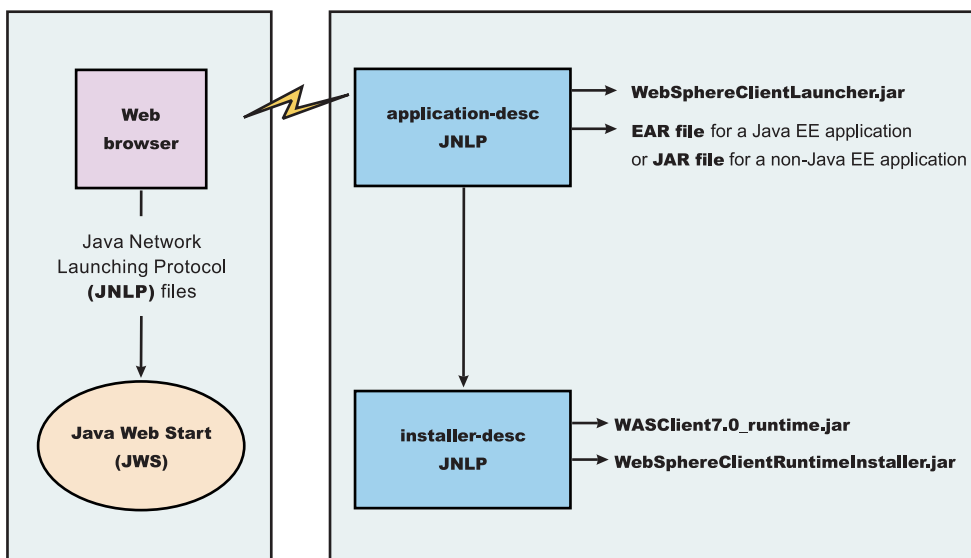 Web
browser
Java Network
Launching Protocol
(JNLP) files
Java Web Start
(JWS)
application-desc
JNLP
WebSphereClientLauncher.jar
EAR file for a Java EE application
or JAR file for a non-Java EE application
installer-desc
JNLP
WASClient7.0_runtime.jar
WebSphereClientRuntimeInstaller.jar